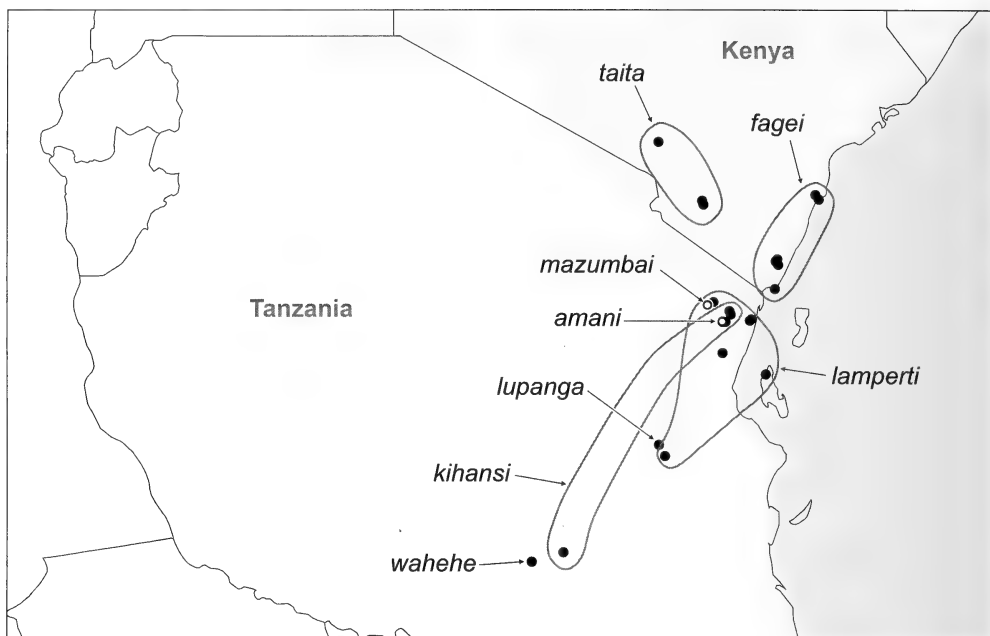 Kenya
taita
fagei
mazumbai
Tanzania
amani
lamperti
lupanga
kihansi
wahehe